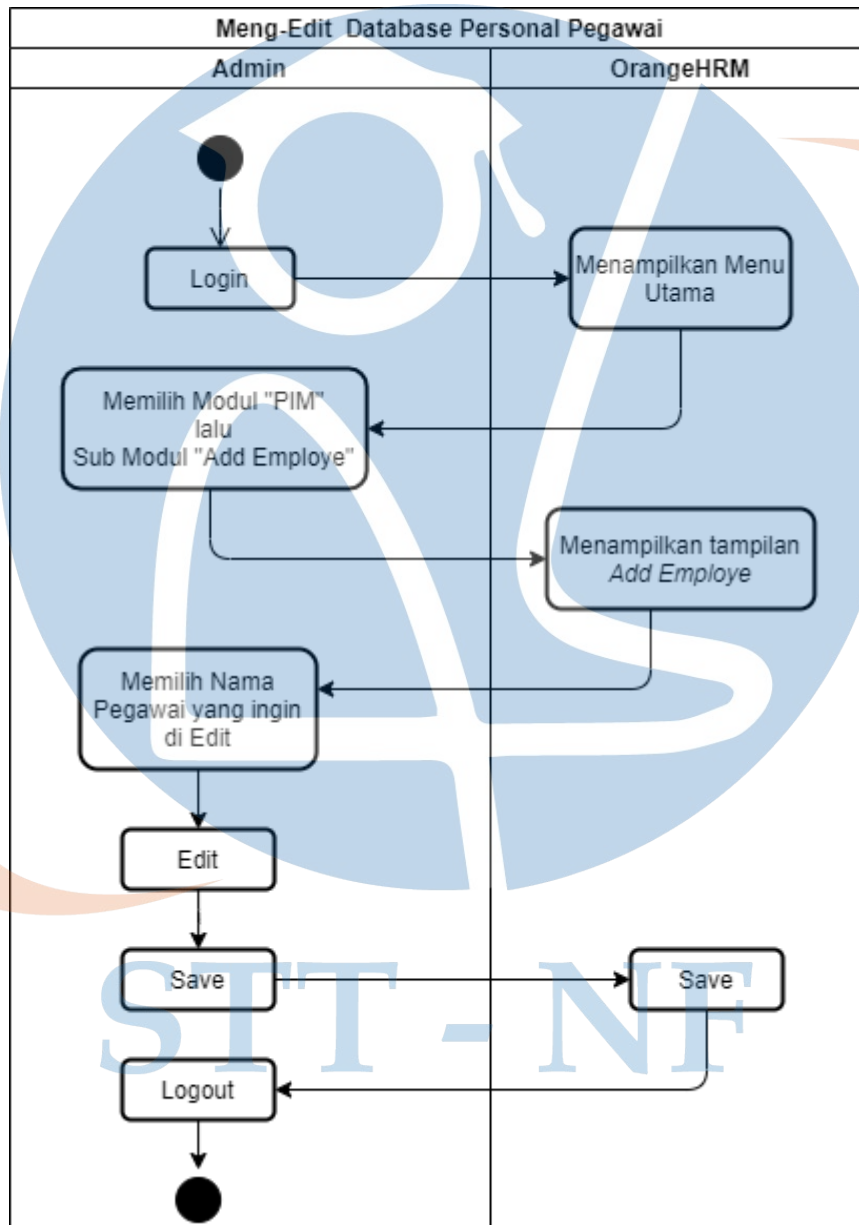 Meng-Edit Database Personal Pegawai
Admin
OrangeHRM
Login
Menampilkan Menu
Utama
Memilih Modul "PIM"
lalu
Sub Modul "Add Employe"
Menampilkan tampilan
Add Employe
Memilih Nama
Pegawai yang ingin
di Edit
Edit
Save
Save
Logout
STT - NF